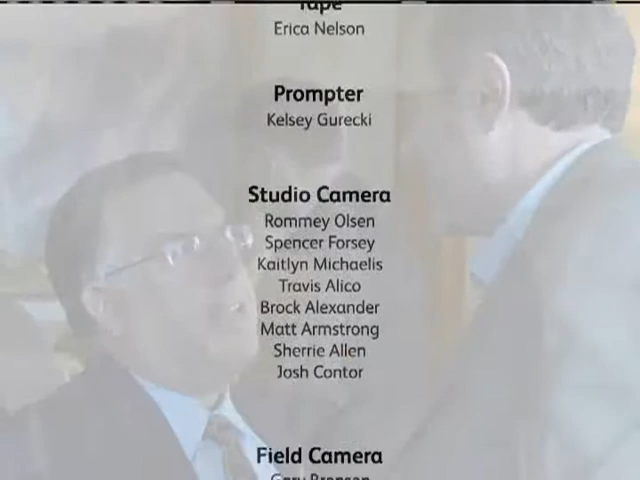 Tape
Erica Nelson
Prompter
Kelsey Gurecki
Studio Camera
Rommey Olsen
Spencer Forsey
Kaitlyn Michaelis
Travis Alico
Brock Alexander
Matt Armstrong
Sherrie Allen
Josh Contor
Field Camera